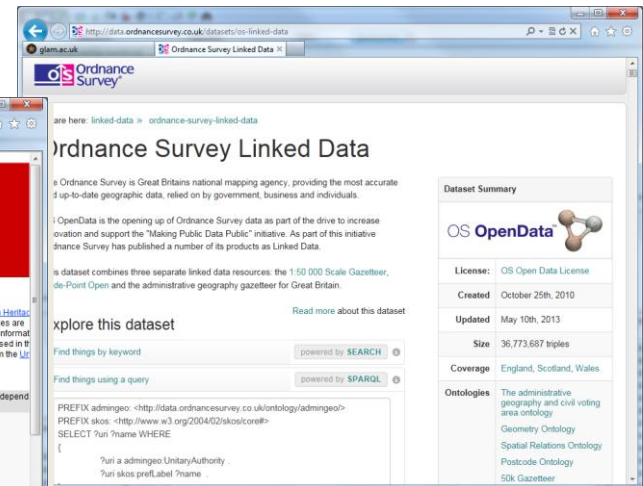 http://data.ordnancesurvey.co.uk/datasets/os-linked-data
glam.ac.uk
Ordnance Survey Linked Data
Ordnance
Survey
are here: linked-data » ordnance-survey-linked-data
Ordnance Survey Linked Data
Ordnance Survey is Great Britains national mapping agency, providing the most accurate
up-to-date geographic data, relied on by government, business and individuals.
OpenData is the opening up of Ordnance Survey data as part of the drive to increase
ovation and support the "Making Public Data Public" initiative. As part of this initiative
dnance Survey has published a number of its products as Linked Data.
s dataset combines three separate linked data resources: the 1:50 000 Scale Gazetteer,
de-Point Open and the administrative geography gazetteer for Great Britain.
Read more about this dataset
xplore this dataset
Find things by keyword
powered by SEARCH
Find things using a query
powered by SPARQL
PREFIX admingeo: <http://data.ordnancesurvey.co.uk/ontology/admingeo/>
PREFIX skos: <http://www.w3.org/2004/02/skos/core#>
SELECT ?uri ?name WHERE
{
?uri a admingeo:UnitaryAuthority .
?uri skos:prefLabel ?name .
Dataset Summary
OS OpenData
License: OS Open Data License
Created October 25th, 2010
Updated May 10th, 2013
Size 36,773,687 triples
Coverage England, Scotland, Wales
Ontologies The administrative
geography and civil voting
area ontology
Geometry Ontology
Spatial Relations Ontology
Postcode Ontology
50k Gazetteer
Heritag
es are
nformat
sed in th
n the Un
depend